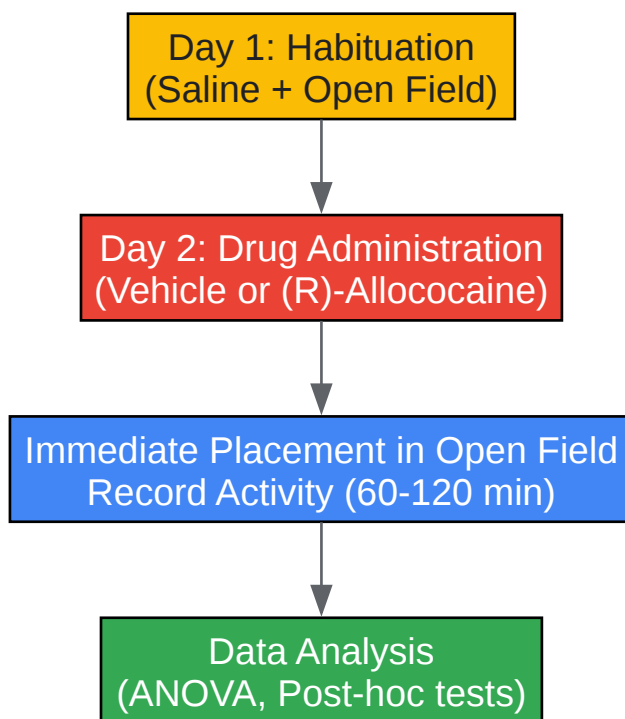 Day 1: Habituation
(Saline + Open Field)
Day 2: Drug Administration
(Vehicle or (R)-Allococaine)
Immediate Placement in Open Field
Record Activity (60-120 min)
Data Analysis
(ANOVA, Post-hoc tests)